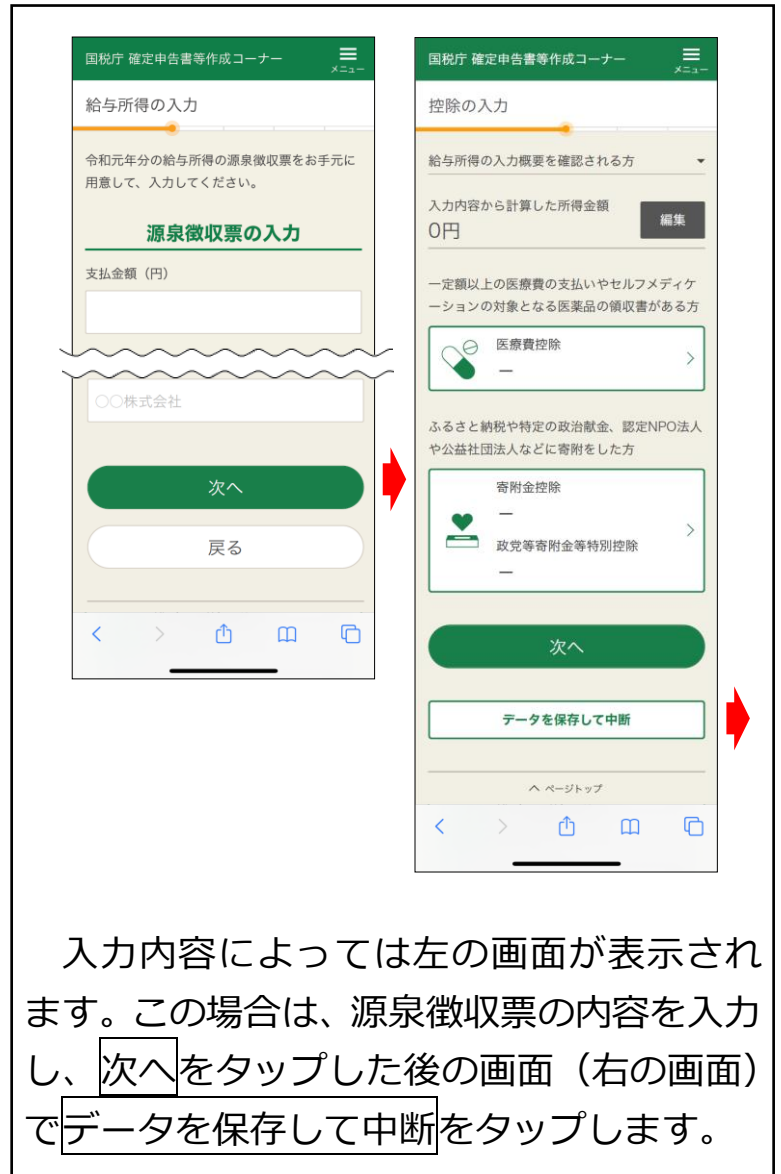 国税庁 確定申告書等作成コーナー
メニュー
給与所得の入力
令和元年分の給与所得の源泉徴収票をお手元に
用意して、入力してください。
源泉徴収票の入力
支払金額（円）
○○株式会社
次へ
戻る
国税庁 確定申告書等作成コーナー
メニュー
控除の入力
給与所得の入力概要を確認される方
入力内容から計算した所得金額
0円
編集
一定額以上の医療費の支払いやセルフメディケ
ーションの対象となる医薬品の領収書がある方
医療費控除
ー
ふるさと納税や特定の政治献金、認定NPO法人
や公益社団法人などに寄附をした方
寄附金控除
ー
政党等寄附金等特別控除
ー
次へ
データを保存して中断
ページトップ
入力内容によっては左の画面が表示され
ます。この場合は、源泉徴収票の内容を入力
し、次へをタップした後の画面（右の画面）
でデータを保存して中断をタップします。